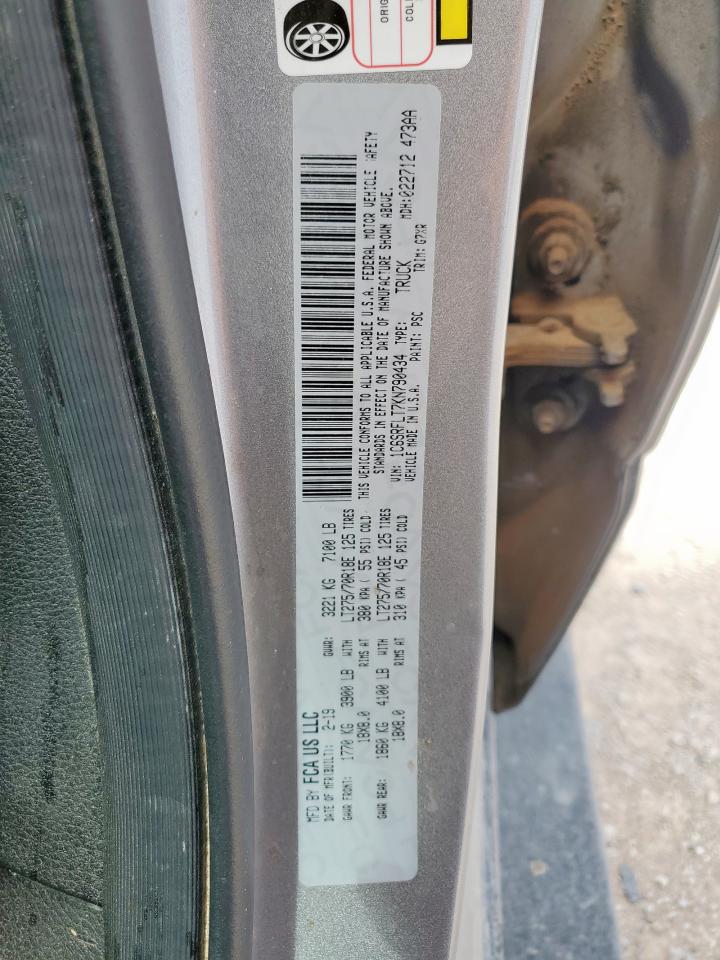 ORIG
COLD
MFD BY FCA US LLC
DATE OF MFR(BUILT): 2-19 GVWR: 3221 KG 7100 LB
GAWR FRONT: 1770 KG 3900 LB WITH LT275/70R18E 125 TIRES
18X8.0 RIMS AT 380 KPA ( 55 PSI) COLD
GAWR REAR: 1860 KG 4100 LB WITH LT275/70R18E 125 TIRES
18X8.0 RIMS AT 310 KPA ( 45 PSI) COLD
THIS VEHICLE CONFORMS TO ALL APPLICABLE U.S.A. FEDERAL MOTOR VEHICLE SAFETY
STANDARDS IN EFFECT ON THE DATE OF MANUFACTURE SHOWN ABOVE.
VIN: 1C6SRFLT7KN790434 TYPE: TRUCK MDH:022712 473AA
VEHICLE MADE IN U.S.A. PAINT: PSC TRIM: G7XR